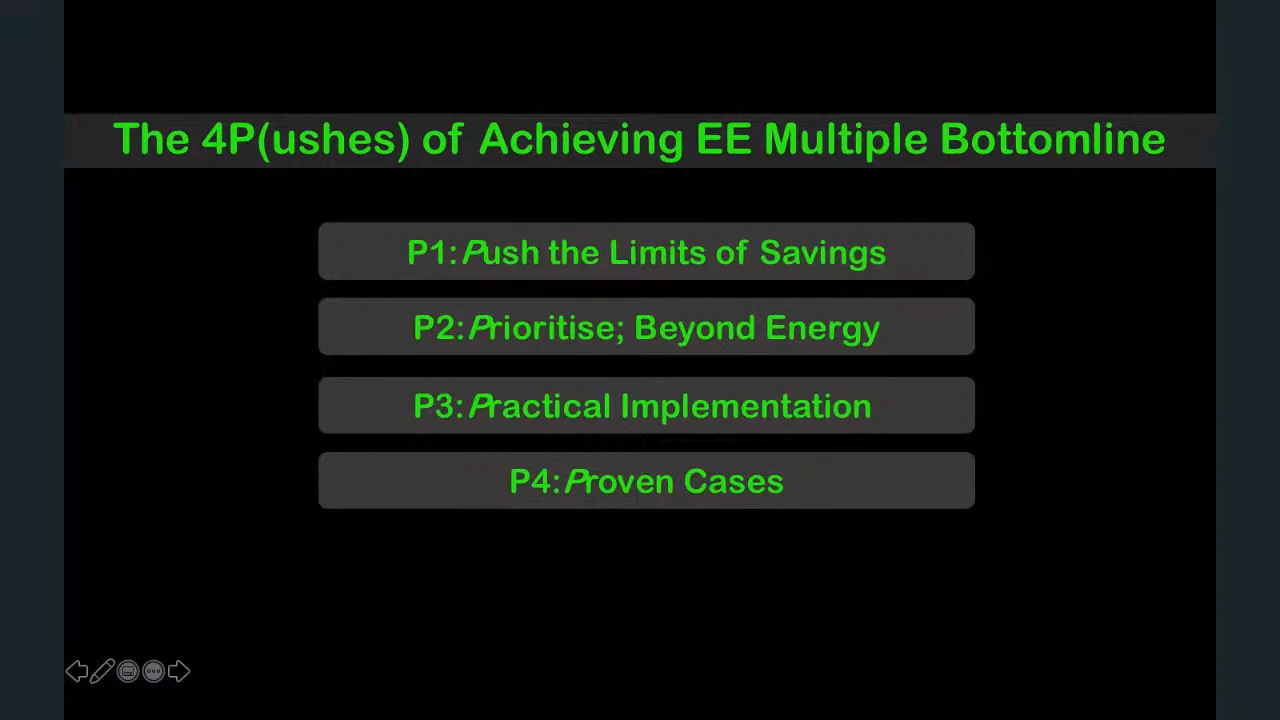 The 4P(ushes) of Achieving EE Multiple Bottomline
P1: Push the Limits of Savings
P2: Prioritise; Beyond Energy
P3: Practical Implementation
P4: Proven Cases